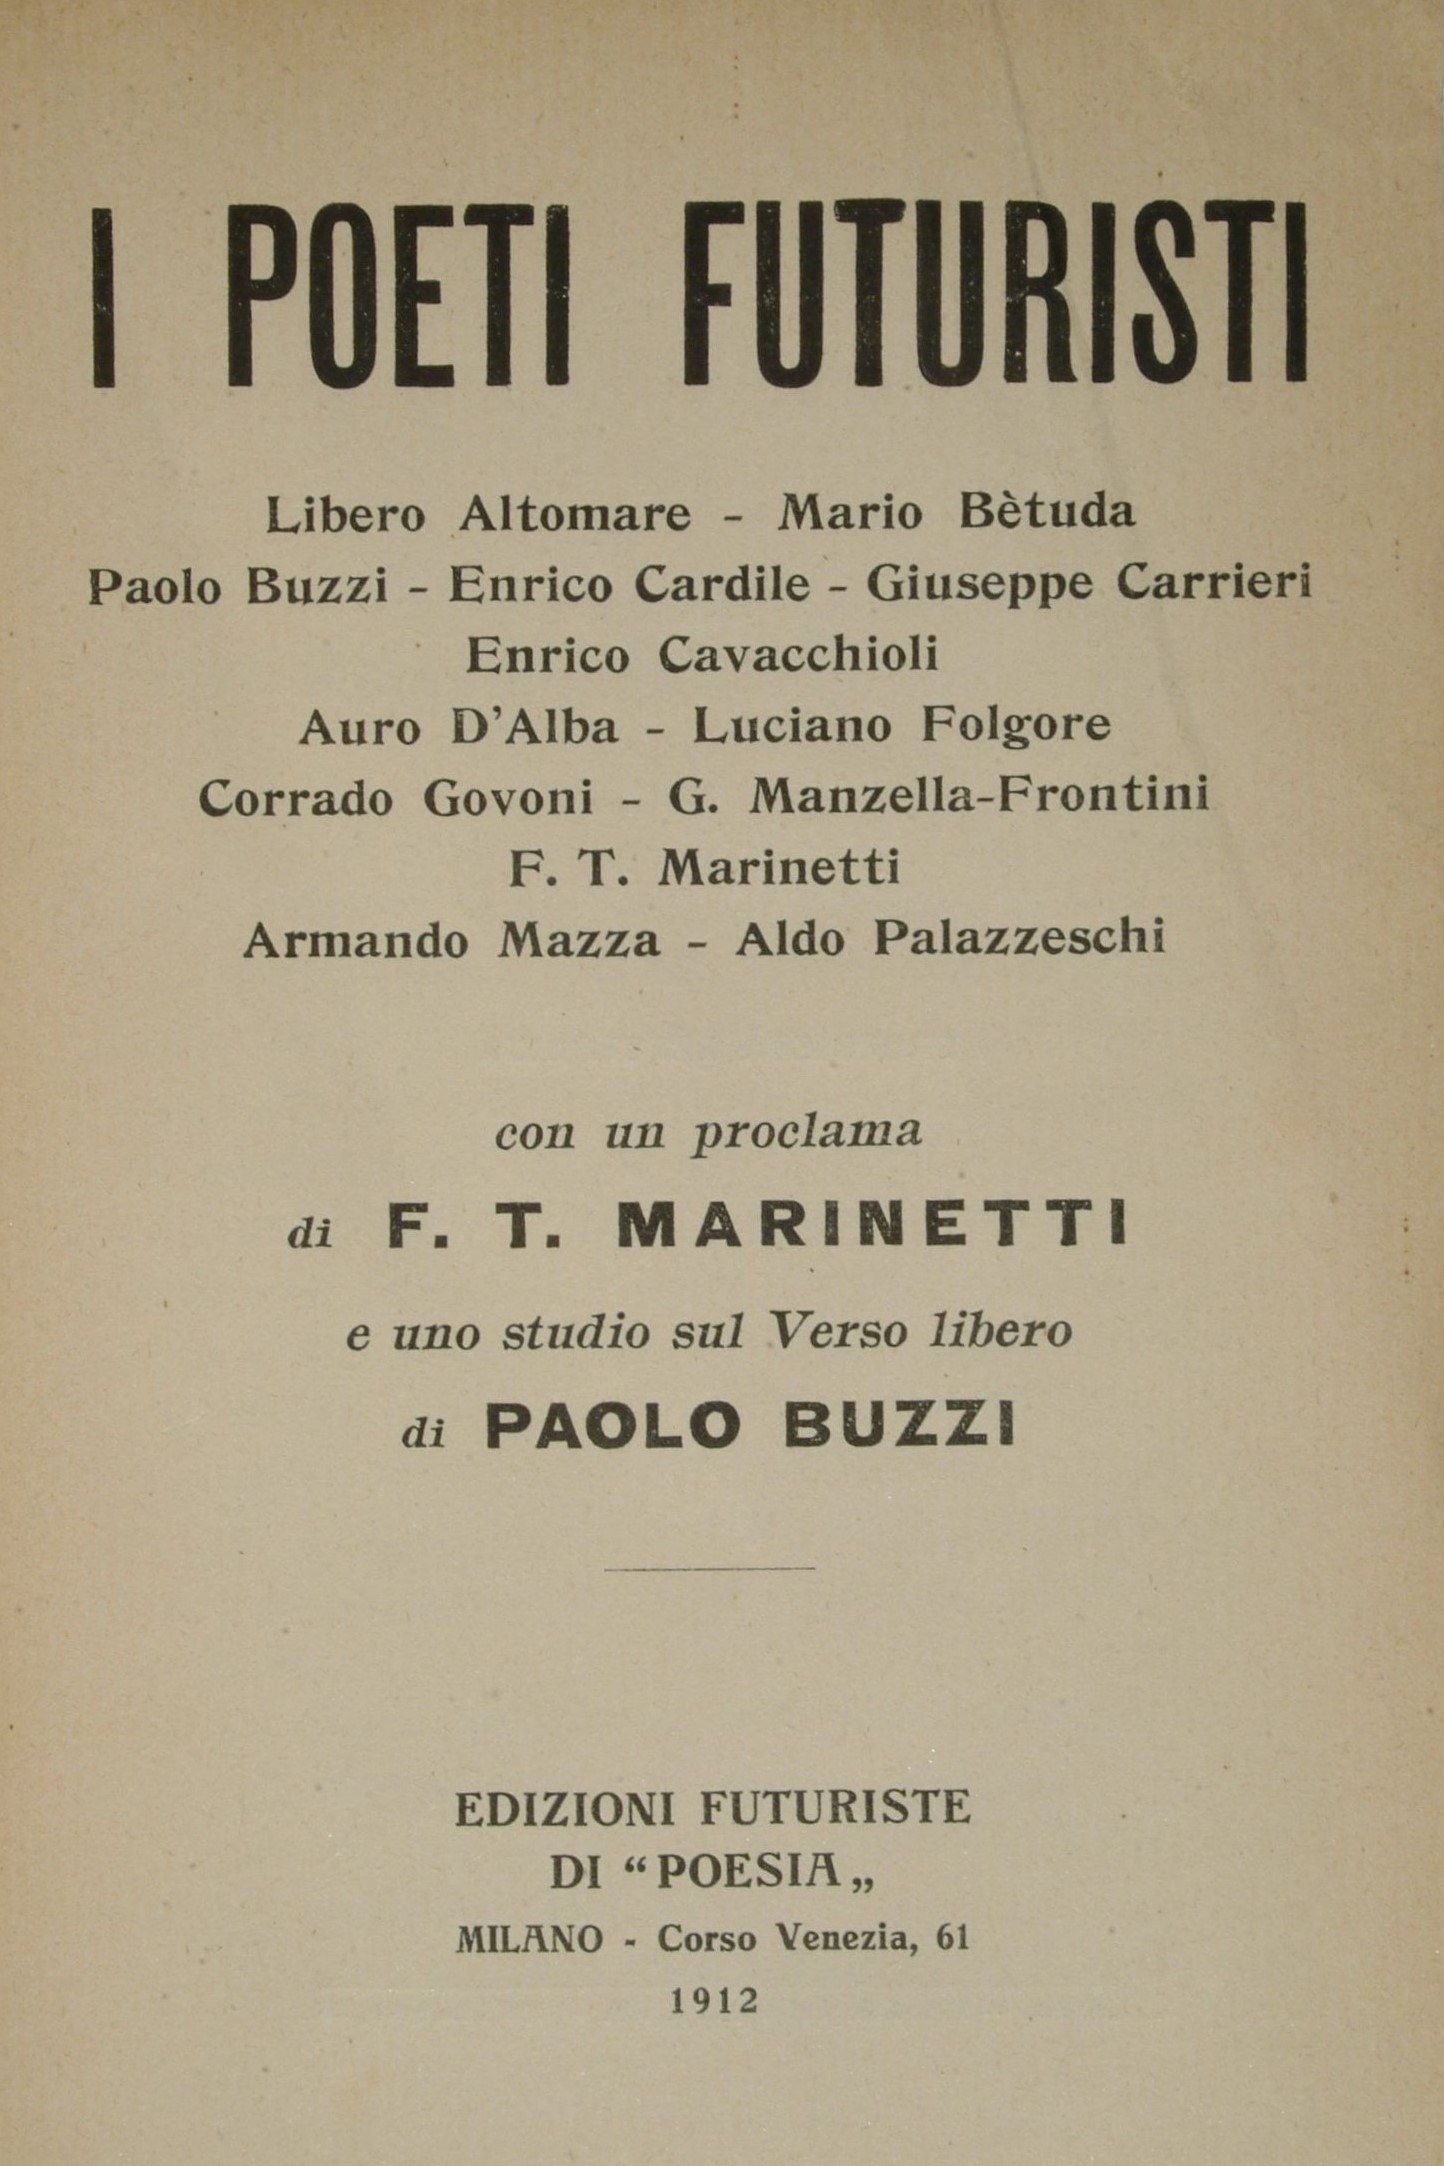 I POETI FUTURISTI
Libero Altomare - Mario Bètuda
Paolo Buzzi - Enrico Cardile - Giuseppe Carrieri
Enrico Cavacchioli
Auro D'Alba - Luciano Folgore
Corrado Govoni - G. Manzella-Frontini
F. T. Marinetti
Armando Mazza - Aldo Palazzeschi
con un proclama
di F. T. MARINETTI
e uno studio sul Verso libero
di PAOLO BUZZI
EDIZIONI FUTURISTE
DI “POESIA„
MILANO - Corso Venezia, 61
1912